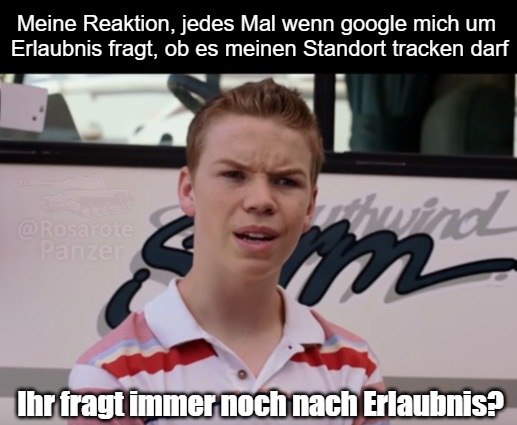 Meine Reaktion, jedes Mal wenn google mich um
Erlaubnis fragt, ob es meinen Standort tracken darf
@Rosarote
Panzer
Ihr fragt immer noch nach Erlaubnis?